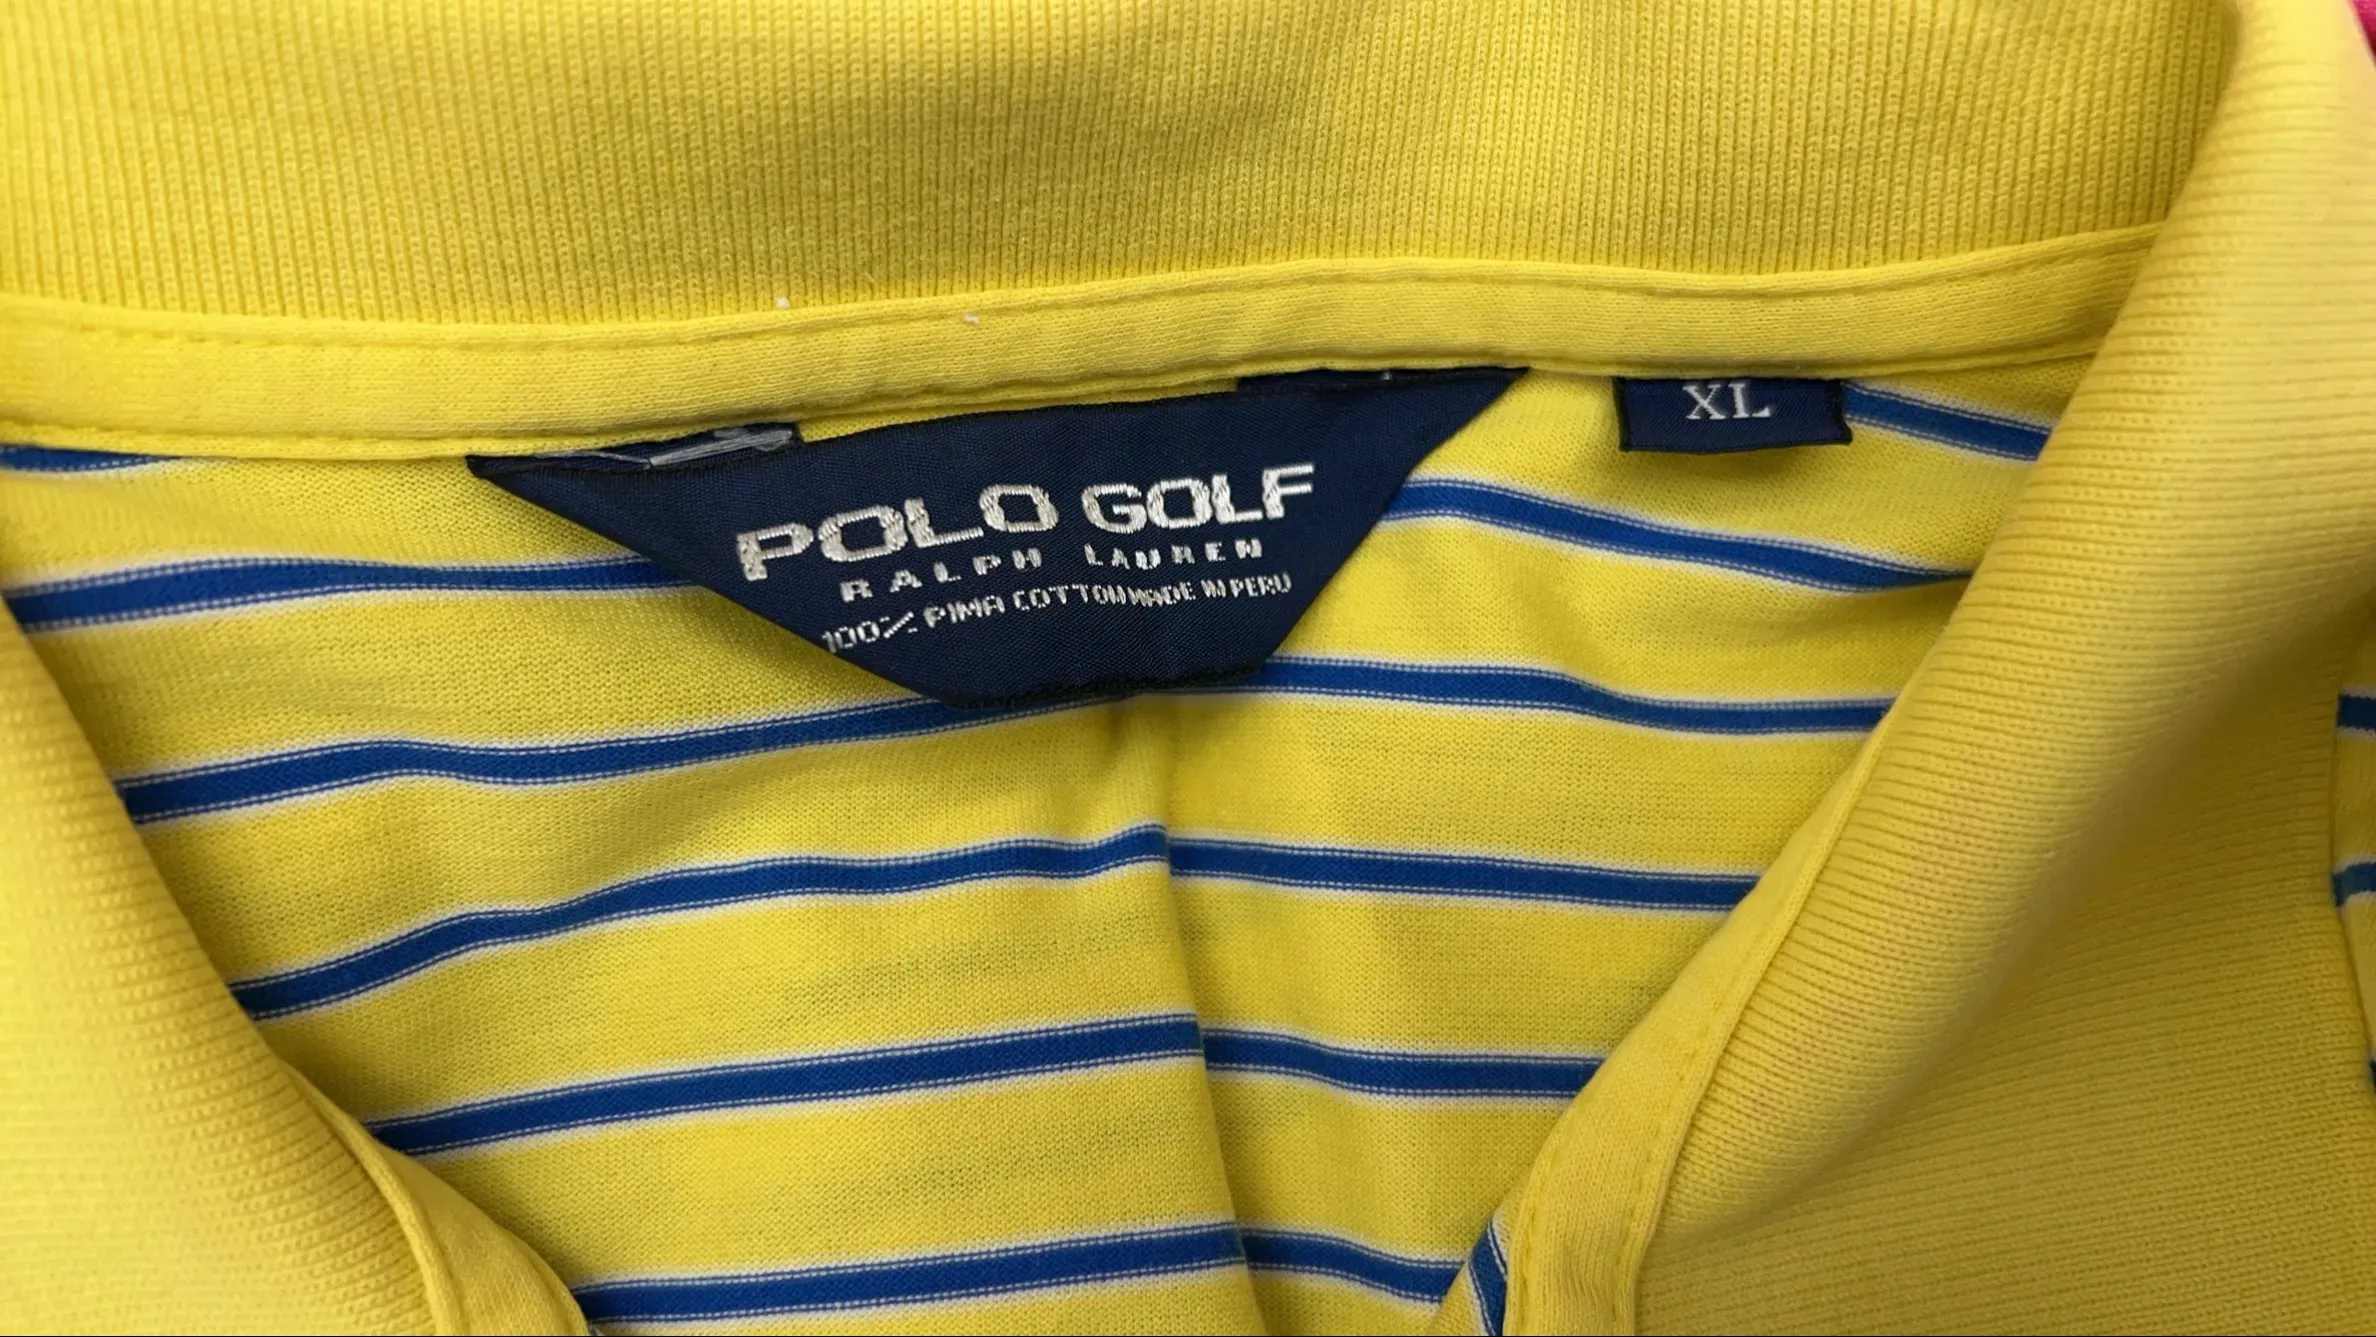 POLO GOLF
RALPH LAUREN
100% PIMA COTTON MADE IN PERU
XL